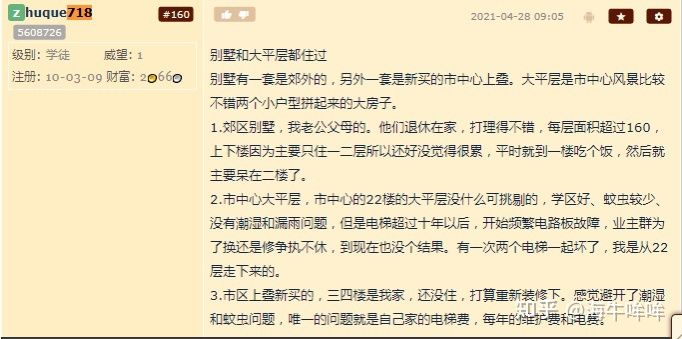 zhuque718
#160
2021-04-28 09:05
5608726
级别: 学徒 威望: 1
注册: 10-03-09 财富: 2 66
别墅和大平层都住过
别墅有一套是郊外的，另外一套是新买的市中心上叠。大平层是市中心风景比较
不错两个小户型拼起来的大房子。
1.郊区别墅，我老公父母的。他们退休在家，打理得不错，每层面积超过160，
上下楼因为主要只住一二层所以还好没觉得很累，平时就到一楼吃个饭，然后就
主要呆在二楼了。
2.市中心大平层，市中心的22楼的大平层没什么可挑剔的，学区好、蚊虫较少、
没有潮湿和漏雨问题，但是电梯超过十年以后，开始频繁电路板故障，业主群为
了换还是修争执不休，到现在也没个结果。有一次两个电梯一起坏了，我是从22
层走下来的。
3.市区上叠新买的，三四楼是我家，还没住，打算重新装修下。感觉避开了潮湿
和蚊虫问题，唯一的问题就是自己家的电梯费，每年的维护费和电费。
知乎 @海牛哞哞